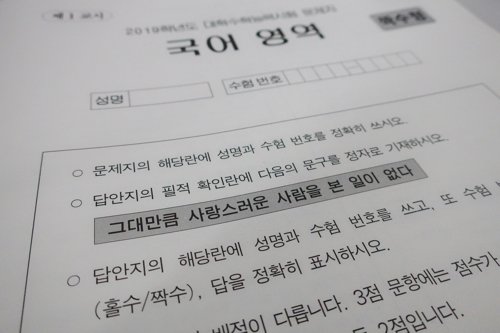 제 1 교시
2019학년도 대학수학능력시험 문제지
국어 영역
홀수형
성명
수험 번호
○ 문제지의 해당란에 성명과 수험 번호를 정확히 쓰시오.
○ 답안지의 필적 확인란에 다음의 문구를 정자로 기재하시오.
그대만큼 사랑스러운 사람을 본 일이 없다
○ 답안지의 해당란에 성명과 수험 번호를 쓰고, 또 수험
(홀수/짝수), 답을 정확히 표시하시오.
배점이 다릅니다. 3점 문항에는 점수가
2점입니다.